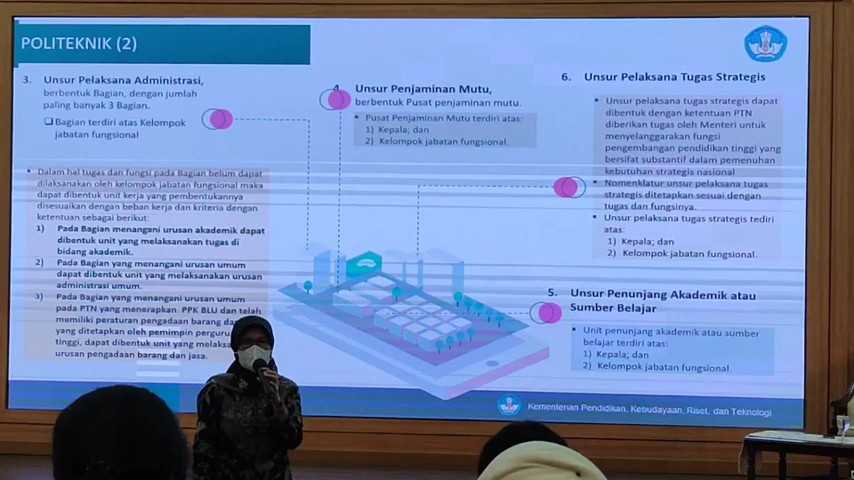 POLITEKNIK (2)
3. Unsur Pelaksana Administrasi,
berbentuk Bagian, dengan jumlah
paling banyak 3 Bagian.
Bagian terdiri atas Kelompok
jabatan fungsional
Dalam hal tugas dan fungsi pada Bagian belum dapat
dilaksanakan oleh kelompok jabatan fungsional maka
dapat dibentuk unit kerja yang pembentukannya
disesuaikan dengan beban kerja dan kriteria dengan
ketentuan sebagai berikut:
1) Pada Bagian menangani urusan akademik dapat
dibentuk unit yang melaksanakan tugas di
bidang akademik.
2) Pada Bagian yang menangani urusan umum
dapat dibentuk unit yang melaksanakan urusan
administrasi umum.
3) Pada Bagian yang menangani urusan umum
pada PTN yang menerapkan PPK BLU dan telah
memiliki peraturan pengadaan barang dan
yang ditetapkan oleh pemimpin
tinggi, dapat dibentuk unit yang
urusan pengadaan barang dan jasa.
4. Unsur Penjaminan Mutu,
berbentuk Pusat penjaminan mutu.
Pusat Penjaminan Mutu terdiri atas:
1) Kepala; dan
2) Kelompok jabatan fungsional.
6. Unsur Pelaksana Tugas Strategis
Unsur pelaksana tugas strategis dapat
dibentuk dengan ketentuan PTN
diberikan tugas oleh Menteri untuk
menyelanggarakan fungsi
pengembangan pendidikan tinggi yang
bersifat substantif dalam pemenuhan
kebutuhan strategis nasional
Nomenklatur unsur pelaksana tugas
strategis ditetapkan sesuai dengan
tugas dan fungsinya.
Unsur pelaksana tugas strategis tediri
atas:
1) Kepala; dan
2) Kelompok jabatan fungsional.
5. Unsur Penunjang Akademik atau
Sumber Belajar
Unit penunjang akademik atau sumber
belajar terdiri atas:
1) Kepala; dan
2) Kelompok jabatan fungsional.
Kementerian Pendidikan, Kebudayaan, Riset, dan Teknologi